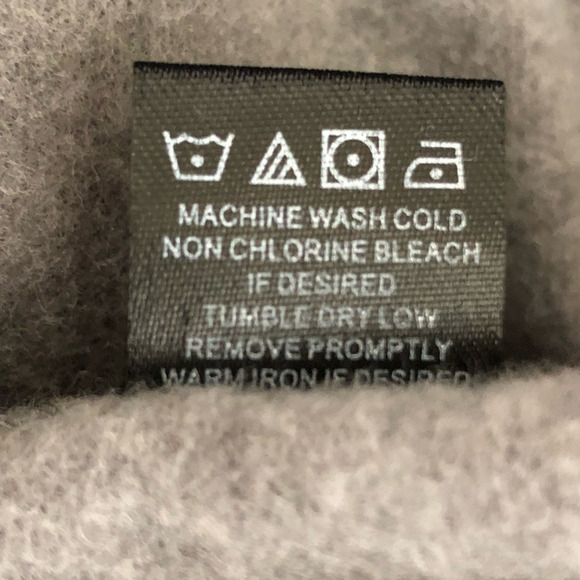 MACHINE WASH COLD
NON CHLORINE BLEACH
IF DESIRED
TUMBLE DRY LOW
REMOVE PROMPTLY
WARM IRON IF DESIRED